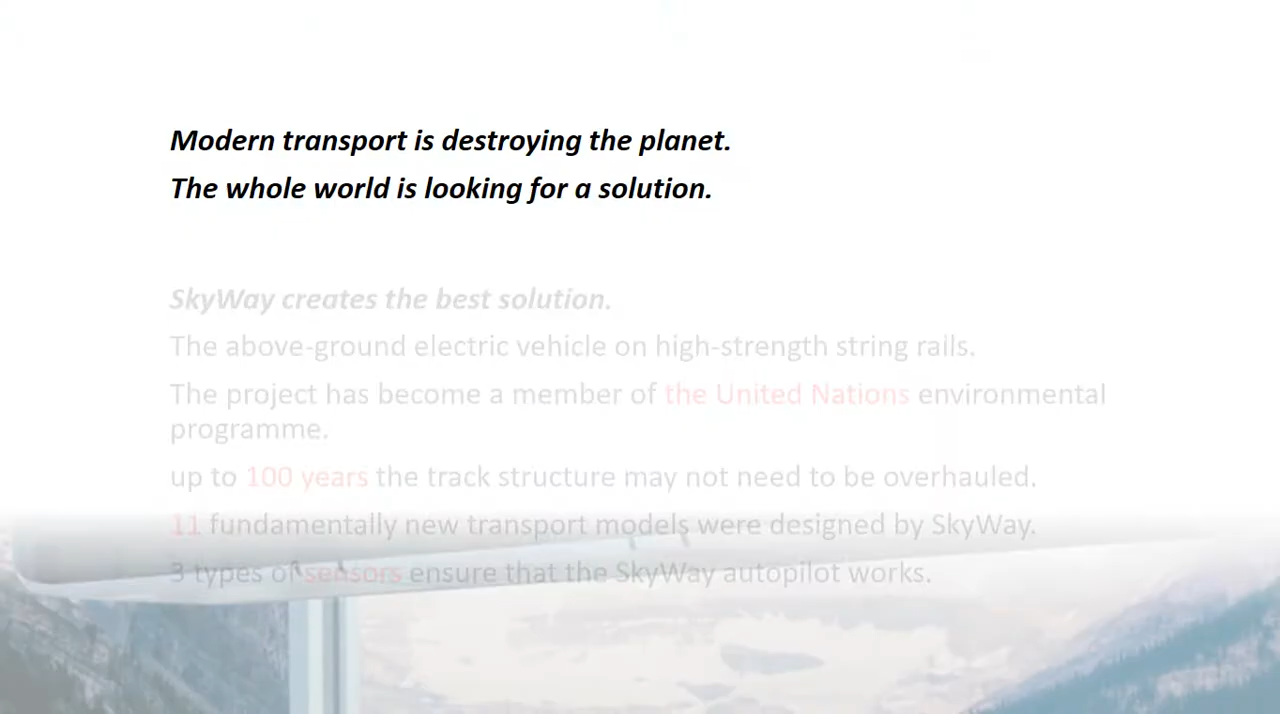 Modern transport is destroying the planet.
The whole world is looking for a solution.
SkyWay creates the best solution.
The above-ground electric vehicle on high-strength string rails.
The project has become a member of the United Nations environmental
programme.
up to 100 years the track structure may not need to be overhauled.
11 fundamentally new transport models were designed by SkyWay.
3 types of sensors ensure that the SkyWay autopilot works.